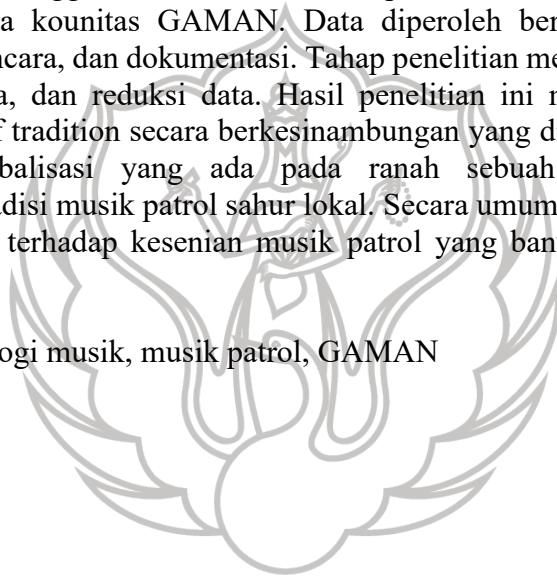 a kounitas GAMAN. Data diperoleh ber
ncara, dan dokumentasi. Tahap penelitian me
a, dan reduksi data. Hasil penelitian ini m
f tradition secara berkesinambungan yang d
balisasi yang ada pada ranah sebuah
disi musik patrol sahur lokal. Secara umum
terhadap kesenian musik patrol yang ban
ogi musik, musik patrol, GAMAN